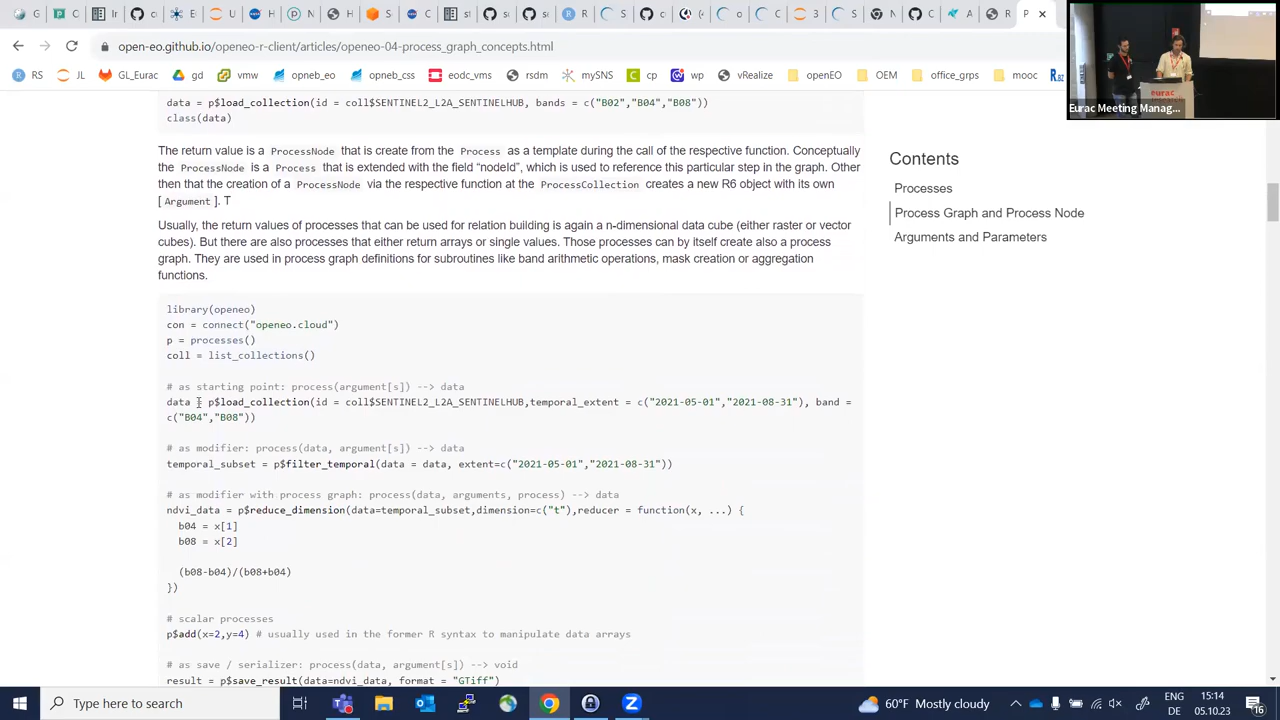 open-eo.github.io/openeo-r-client/articles/openeo-04-process_graph_concepts.html
RS
JL
GL_Eurac
gdr
vmw
opneb_eo
opneb_css
eodc_vms
rsdm
mySNS
cp
wp
vRealize
openEO
OEM
office_grps
mooc
eurac
Eurac Meeting Manag...
data = p$load_collection(id = coll$SENTINEL2_L2A_SENTINELHUB, bands = c("B02","B04","B08"))
class(data)
The return value is a ProcessNode that is create from the Process as a template during the call of the respective function. Conceptually
the ProcessNode is a Process that is extended with the field “nodeId”, which is used to reference this particular step in the graph. Other
then that the creation of a ProcessNode via the respective function at the ProcessCollection creates a new R6 object with its own
[ Argument ]. T
Usually, the return values of processes that can be used for relation building is again a n-dimensional data cube (either raster or vector
cubes). But there are also processes that either return arrays or single values. Those processes can by itself create also a process
graph. They are used in process graph definitions for subroutines like band arithmetic operations, mask creation or aggregation
functions.
library(openeo)
con = connect("openeo.cloud")
p = processes()
coll = list_collections()
# as starting point: process(argument[s]) --> data
data = p$load_collection(id = coll$SENTINEL2_L2A_SENTINELHUB,temporal_extent = c("2021-05-01","2021-08-31"), band =
c("B04","B08"))
# as modifier: process(data, argument[s]) --> data
temporal_subset = p$filter_temporal(data = data, extent=c("2021-05-01","2021-08-31"))
# as modifier with process graph: process(data, arguments, process) --> data
ndvi_data = p$reduce_dimension(data=temporal_subset,dimension=c("t"),reducer = function(x, ...) {
b04 = x[1]
b08 = x[2]
(b08-b04)/(b08+b04)
})
# scalar processes
p$add(x=2,y=4) # usually used in the former R syntax to manipulate data arrays
# as save / serializer: process(data, argument[s]) --> void
result = p$save_result(data=ndvi_data, format = "GTiff")
Contents
Processes
Process Graph and Process Node
Arguments and Parameters
Type here to search
60°F Mostly cloudy
ENG
DE
15:14
05.10.23
16